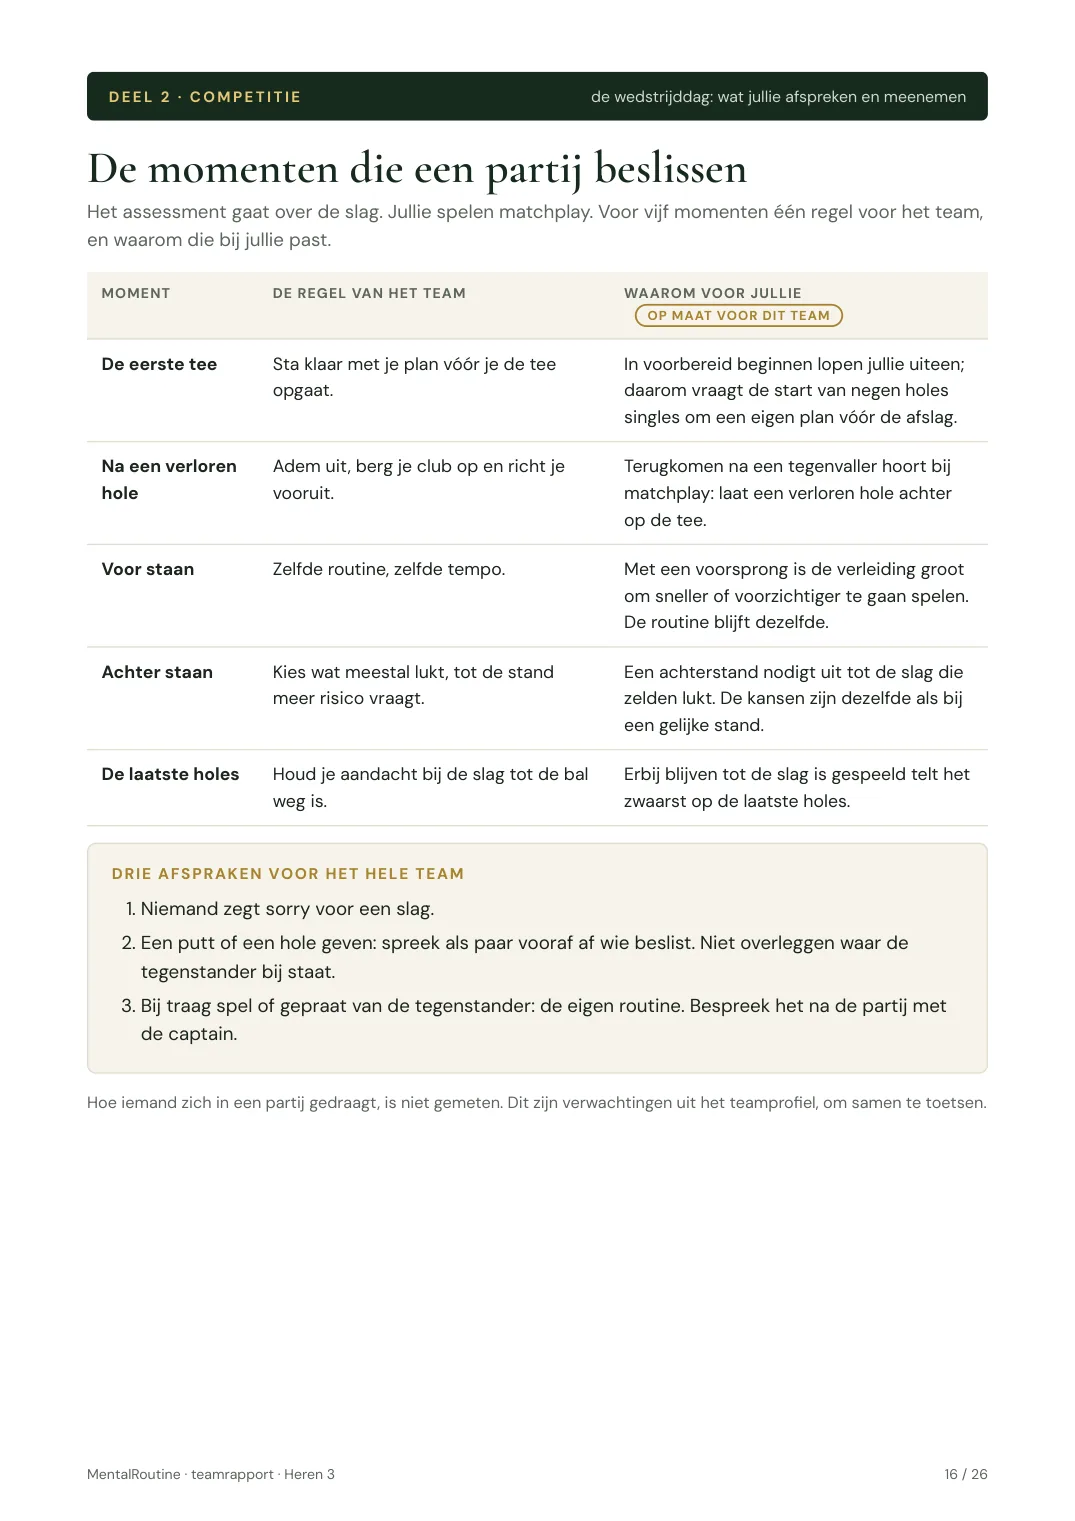 DEEL 2 · COMPETITIE
de wedstrijddag: wat jullie afspreken en meenemen
De momenten die een partij beslissen
Het assessment gaat over de slag. Jullie spelen matchplay. Voor vijf momenten één regel voor het team,
en waarom die bij jullie past.
MOMENT
DE REGEL VAN HET TEAM
WAAROM VOOR JULLIE
OP MAAT VOOR DIT TEAM
De eerste tee
Sta klaar met je plan vóór je de tee
opgaat.
In voorbereid beginnen lopen jullie uiteen;
daarom vraagt de start van negen holes
singles om een eigen plan vóór de afslag.
Na een verloren
hole
Adem uit, berg je club op en richt je
vooruit.
Terugkomen na een tegenvaller hoort bij
matchplay: laat een verloren hole achter
op de tee.
Voor staan
Zelfde routine, zelfde tempo.
Met een voorsprong is de verleiding groot
om sneller of voorzichtiger te gaan spelen.
De routine blijft dezelfde.
Achter staan
Kies wat meestal lukt, tot de stand
meer risico vraagt.
Een achterstand nodigt uit tot de slag die
zelden lukt. De kansen zijn dezelfde als bij
een gelijke stand.
De laatste holes
Houd je aandacht bij de slag tot de bal
weg is.
Erbij blijven tot de slag is gespeeld telt het
zwaarst op de laatste holes.
DRIE AFSPRAKEN VOOR HET HELE TEAM
1. Niemand zegt sorry voor een slag.
2. Een putt of een hole geven: spreek als paar vooraf af wie beslist. Niet overleggen waar de
tegenstander bij staat.
3. Bij traag spel of gepraat van de tegenstander: de eigen routine. Bespreek het na de partij met
de captain.
Hoe iemand zich in een partij gedraagt, is niet gemeten. Dit zijn verwachtingen uit het teamprofiel, om samen te toetsen.
MentalRoutine · teamrapport · Heren 3
16 / 26